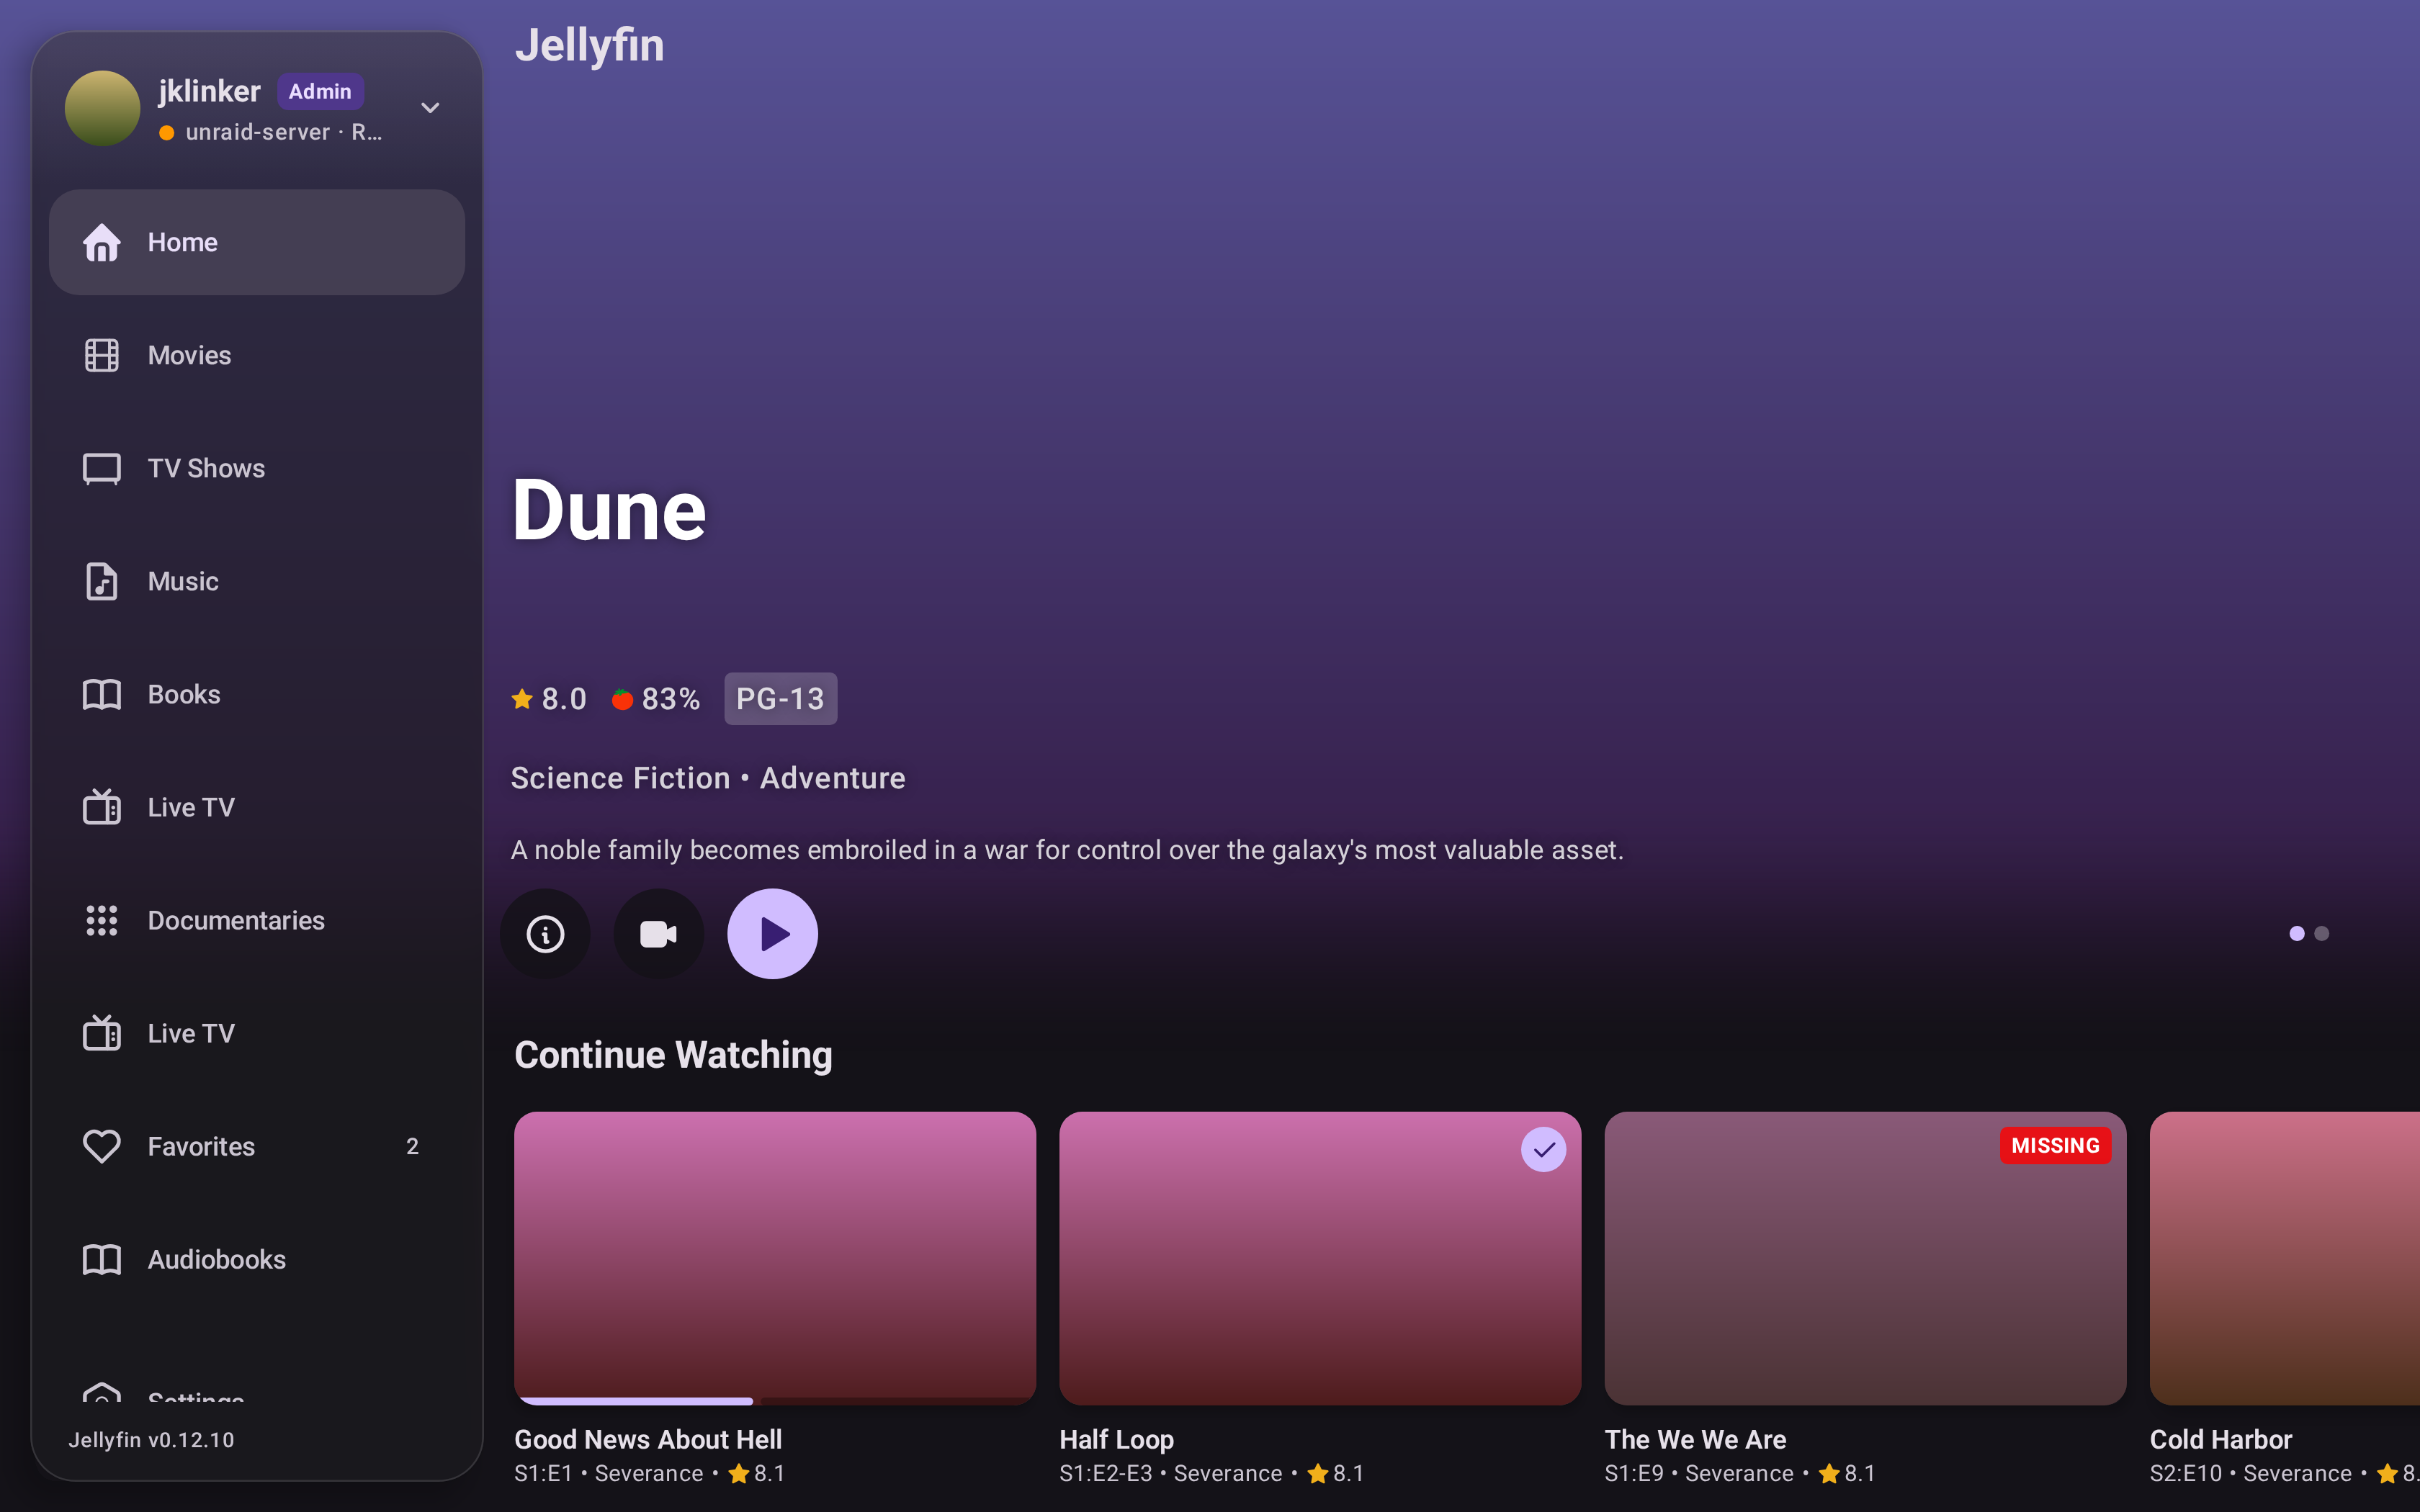 Jellyfin
jklinker Admin
unraid-server · R…
Home
Movies
TV Shows
Music
Books
Live TV
Documentaries
Live TV
Favorites 2
Audiobooks
Settings
Jellyfin v0.12.10
Dune
8.0 83% PG-13
Science Fiction • Adventure
A noble family becomes embroiled in a war for control over the galaxy's most valuable asset.
Continue Watching
MISSING
Good News About Hell
S1:E1 • Severance • 8.1
Half Loop
S1:E2-E3 • Severance • 8.1
The We We Are
S1:E9 • Severance • 8.1
Cold Harbor
S2:E10 • Severance • 8.